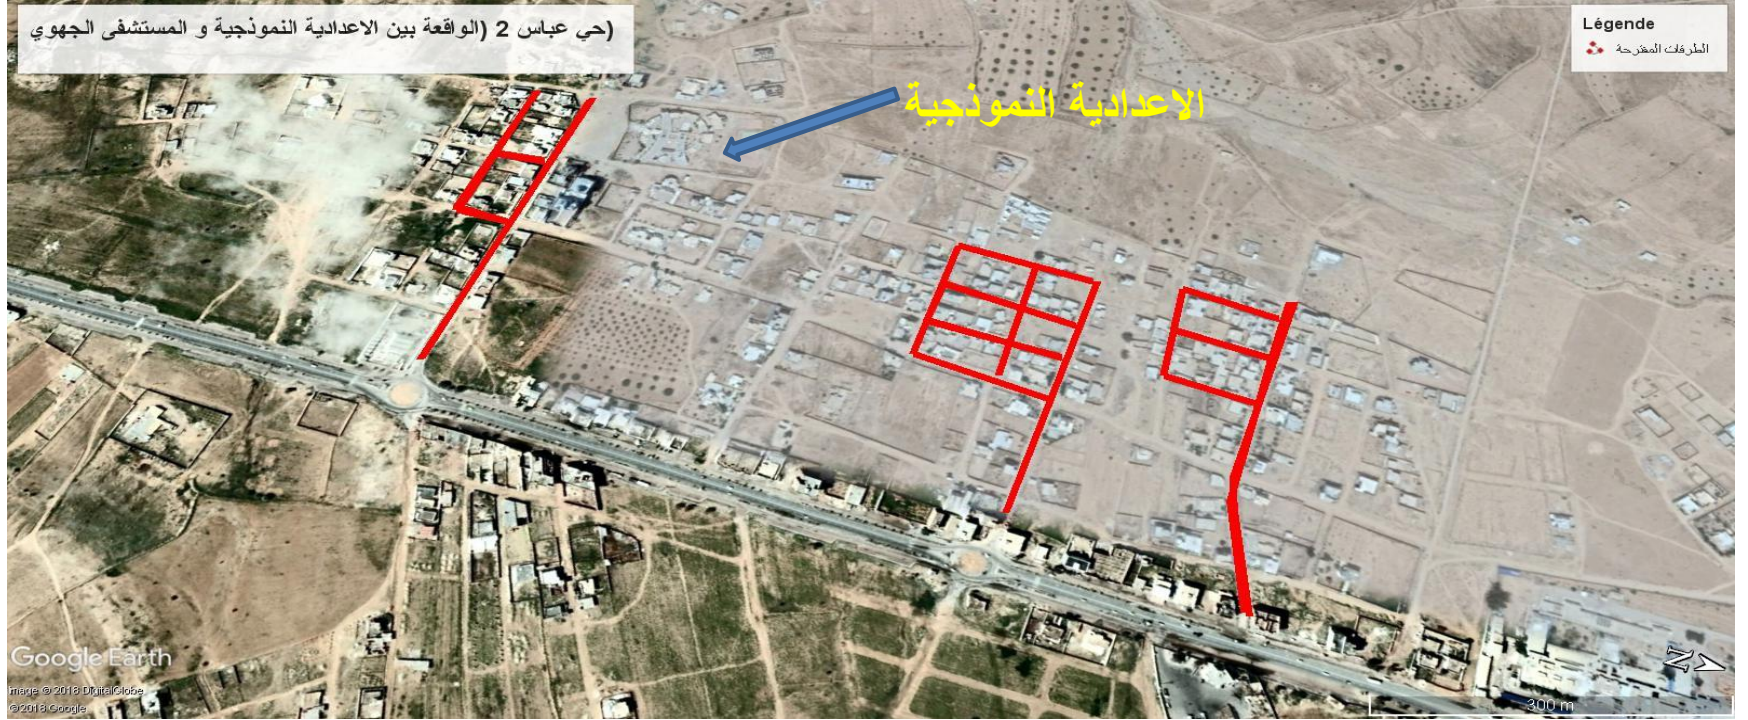 (حي عباس 2 (الواقعة بين الاعدادية النموذجية و المستشفى الجهوي
Légende
الطرقات المقترحة
الاعدادية النموذجية
Google Earth
Image © 2018 DigitalGlobe
© 2018 Google
N
300 m